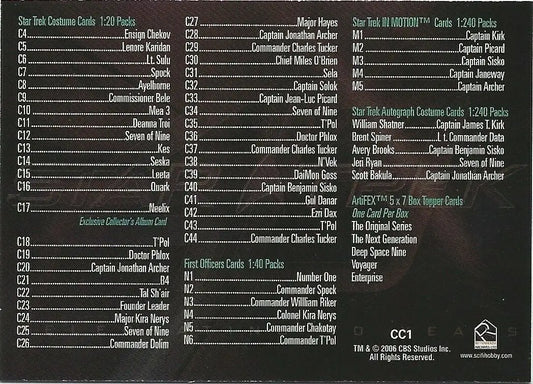 Star Trek Costume Cards 1:20 Packs
C4 Ensign Chekov
C5 Lenore Karidan
C6 Lt. Sulu
C7 Spock
C8 Ayelhorne
C9 Commissioner Bele
C10 Mea 3
C11 Deanna Troi
C12 Seven of Nine
C13 Kes
C14 Seska
C15 Leeta
C16 Quark
C17 Neelix
Exclusive Collector's Album Card
C18 T'Pol
C19 Doctor Phlox
C20 Captain Jonathan Archer
C21 R4
C22 Tal Sh'air
C23 Founder Leader
C24 Major Kira Nerys
C25 Seven of Nine
C26 Commander Dolim
C27 Major Hayes
C28 Captain Jonathan Archer
C29 Commander Charles Tucker
C30 Chief Miles O'Brien
C31 Sela
C32 Captain Solok
C33 Captain Jean-Luc Picard
C34 Seven of Nine
C35 T'Pol
C36 Doctor Phlox
C37 Commander Charles Tucker
C38 N'Vek
C39 DaiMon Goss
C40 Captain Benjamin Sisko
C41 Gul Danar
C42 Ezri Dax
C43 T'Pol
C44 Commander Charles Tucker
First Officers Cards 1:40 Packs
N1 Number One
N2 Commander Spock
N3 Commander Willliam Riker
N4 Colonel Kira Nerys
N5 Commander Chakotay
N6 Commander T'Pol
Star Trek IN MOTION™ Cards 1:240 Packs
M1 Captain Kirk
M2 Captain Picard
M3 Captain Sisko
M4 Captain Janeway
M5 Captain Archer
Star Trek Autograph Costume Cards 1:240 Packs
William Shatner Captain James T. Kirk
Brent Spiner Lt. Commander Data
Avery Brooks Captain Benjamin Sisko
Jeri Ryan Seven of Nine
Scott Bakula Captain Jonathan Archer
ArtiFEX™ 5 x 7 Box Topper Cards
One Card Per Box
The Original Series
The Next Generation
Deep Space Nine
Voyager
Enterprise
CC1
TM & © 2006 CBS Studios Inc.
All Rights Reserved.
www.scifihobby.com